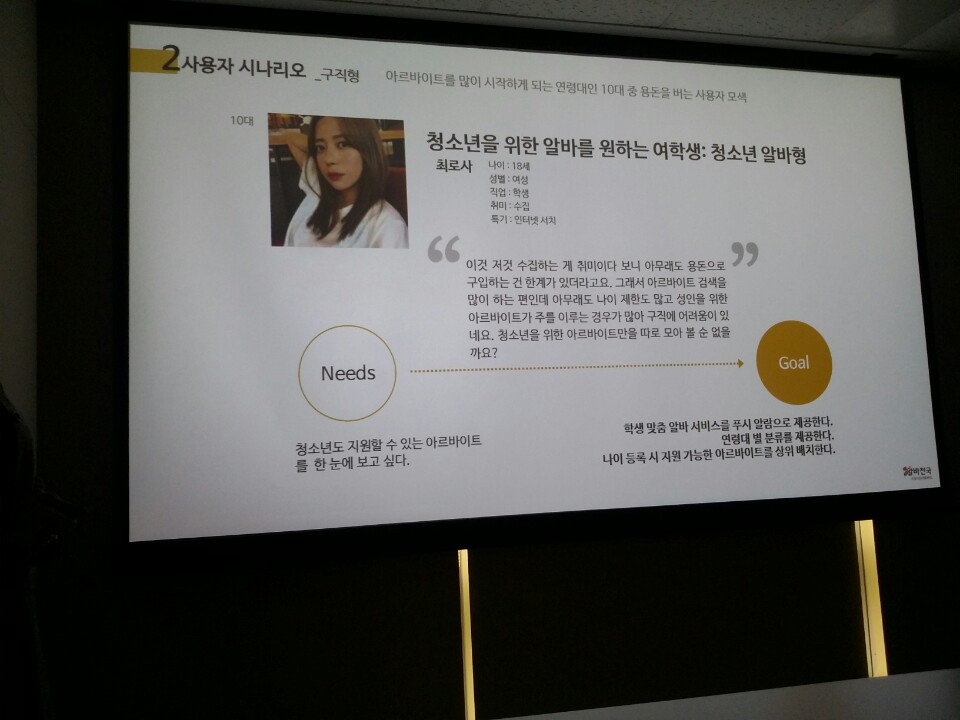 2 사용자 시나리오 _구직형 아르바이트를 많이 시작하게 되는 연령대인 10대 중 용돈을 버는 사용자 모색
10대
청소년을 위한 알바를 원하는 여학생: 청소년 알바형
최로사
나이 : 18세
성별 : 여성
직업 : 학생
취미 : 수집
특기 : 인터넷 서치
“ ”
이것 저것 수집하는 게 취미이다 보니 아무래도 용돈으로
구입하는 건 한계가 있더라고요. 그래서 아르바이트 검색을
많이 하는 편인데 아무래도 나이 제한도 많고 성인을 위한
아르바이트가 주를 이루는 경우가 많아 구직에 어려움이 있
네요. 청소년을 위한 아르바이트만을 따로 모아 볼 순 없을
까요?
Needs
Goal
청소년도 지원할 수 있는 아르바이트
를 한 눈에 보고 싶다.
학생 맞춤 알바 서비스를 푸시 알람으로 제공한다.
연령대 별 분류를 제공한다.
나이 등록 시 지원 가능한 아르바이트를 상위 배치한다.
알바천국